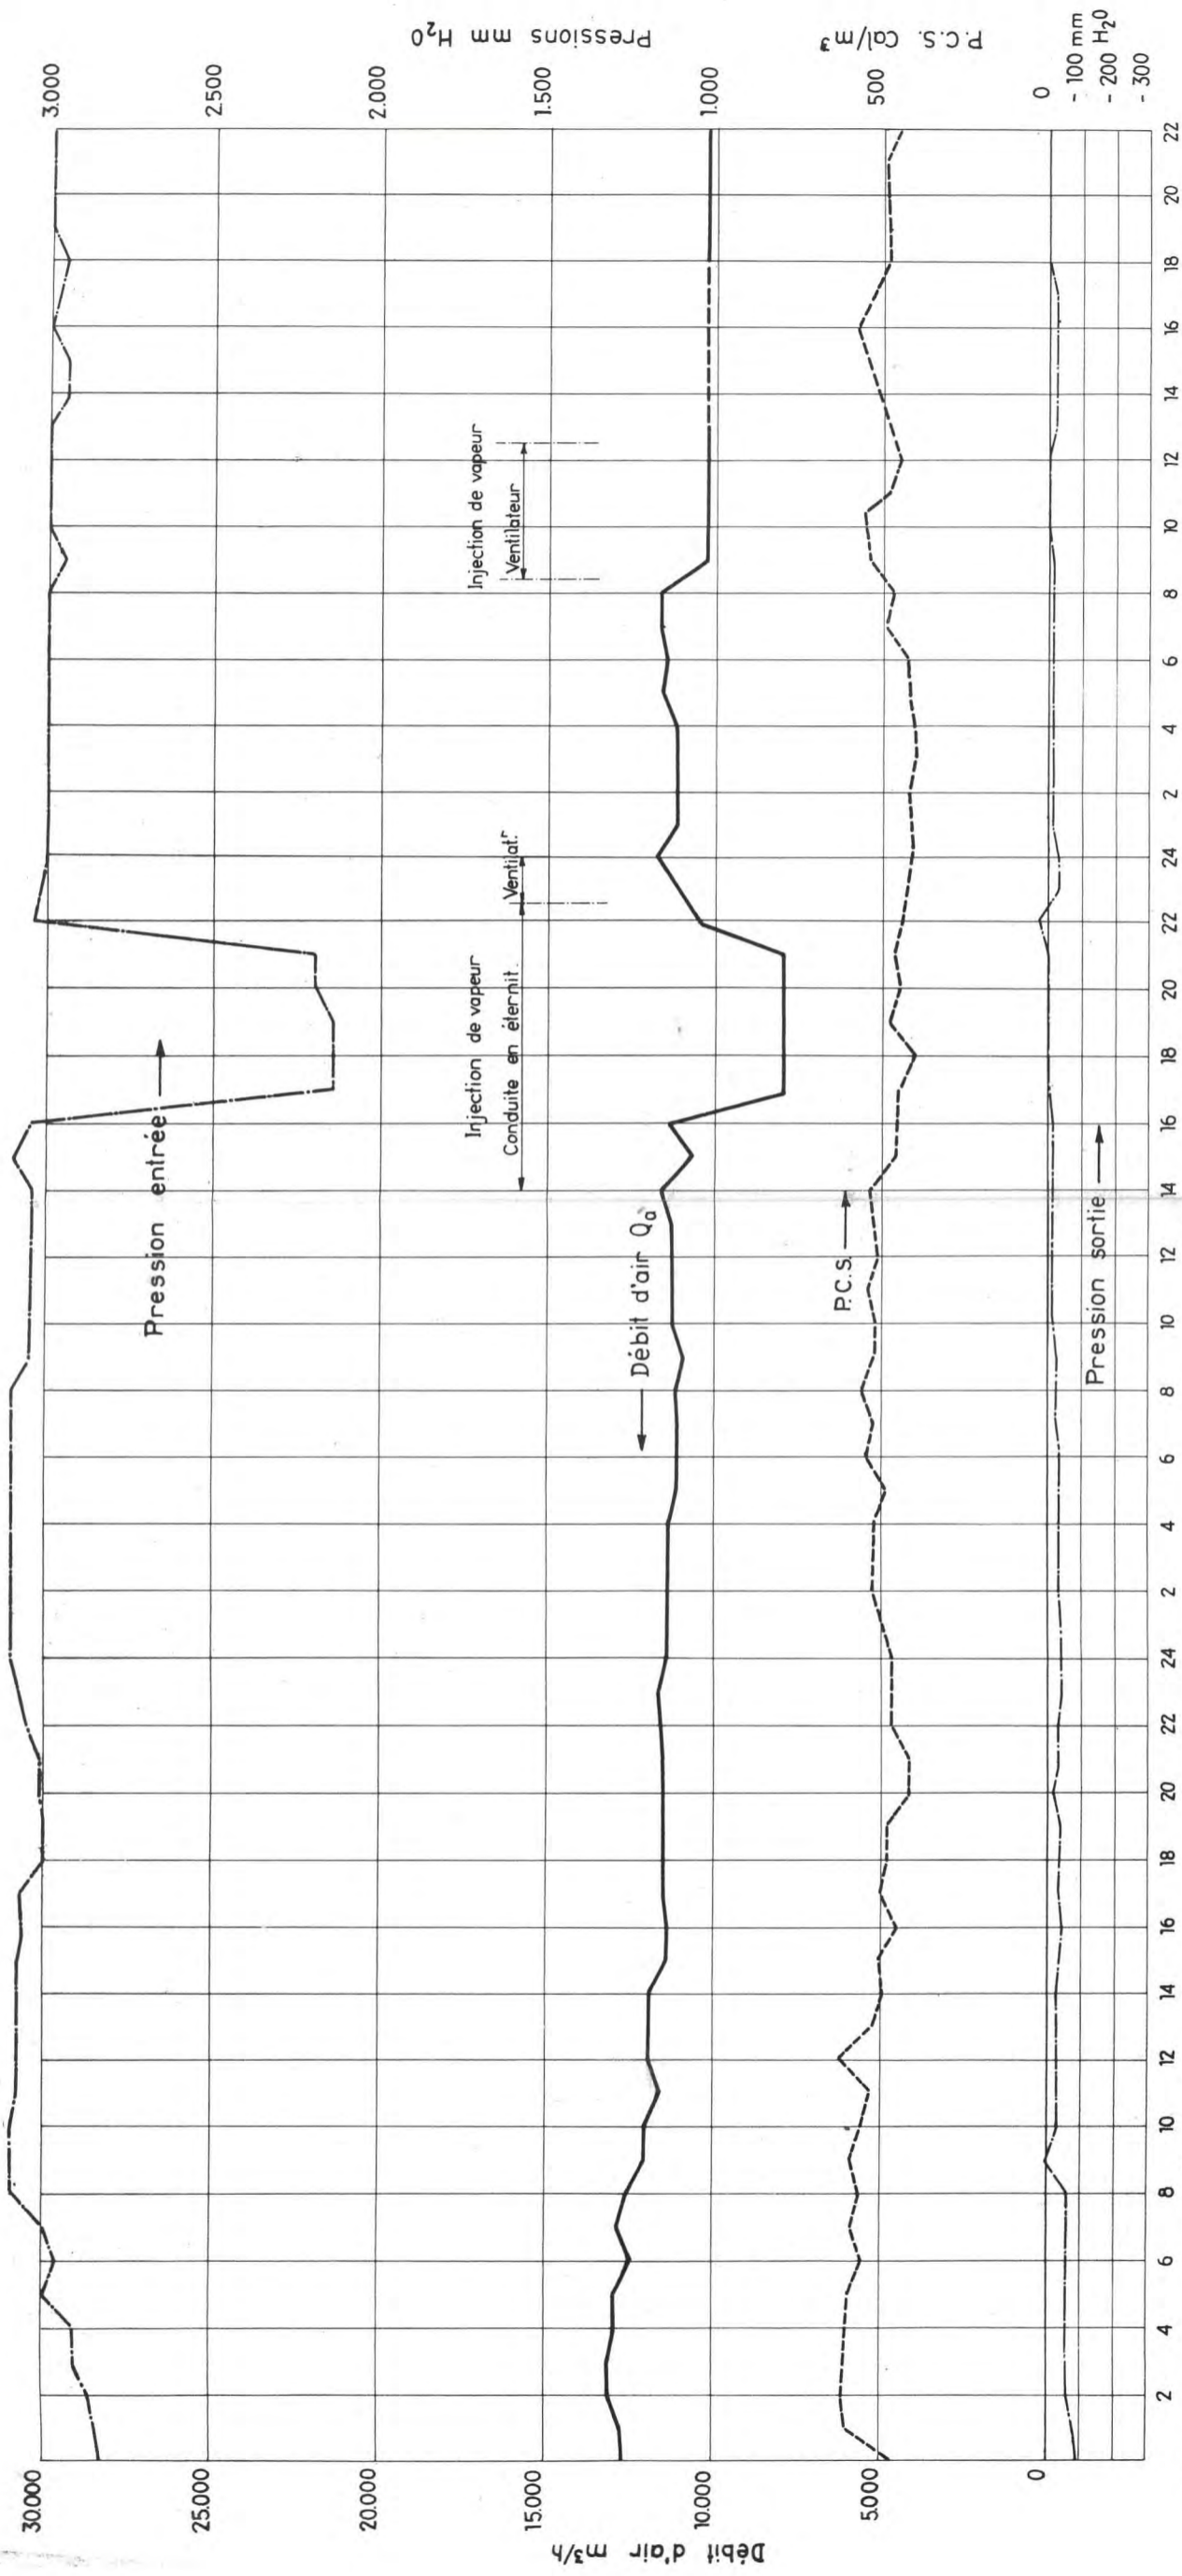 30.000
25.000
20.000
15.000
10.000
5.000
0
Débit d'air m³/h
3.000
2.500
2.000
1.500
1.000
500
0
- 100 mm
- 200 H₂O
- 300
Pressions mm H₂O
P.C.S. Cal/m³
Pression entrée
Injection de vapeur
Conduite en éternit.
Ventilatʳ.
Injection de vapeur
Ventilateur
Débit d'air Qa
P.C.S.
Pression sortie
2 4 6 8 10 12 14 16 18 20 22 24 2 4 6 8 10 12 14 16 18 20 22 24 2 4 6 8 10 12 14 16 18 20 22